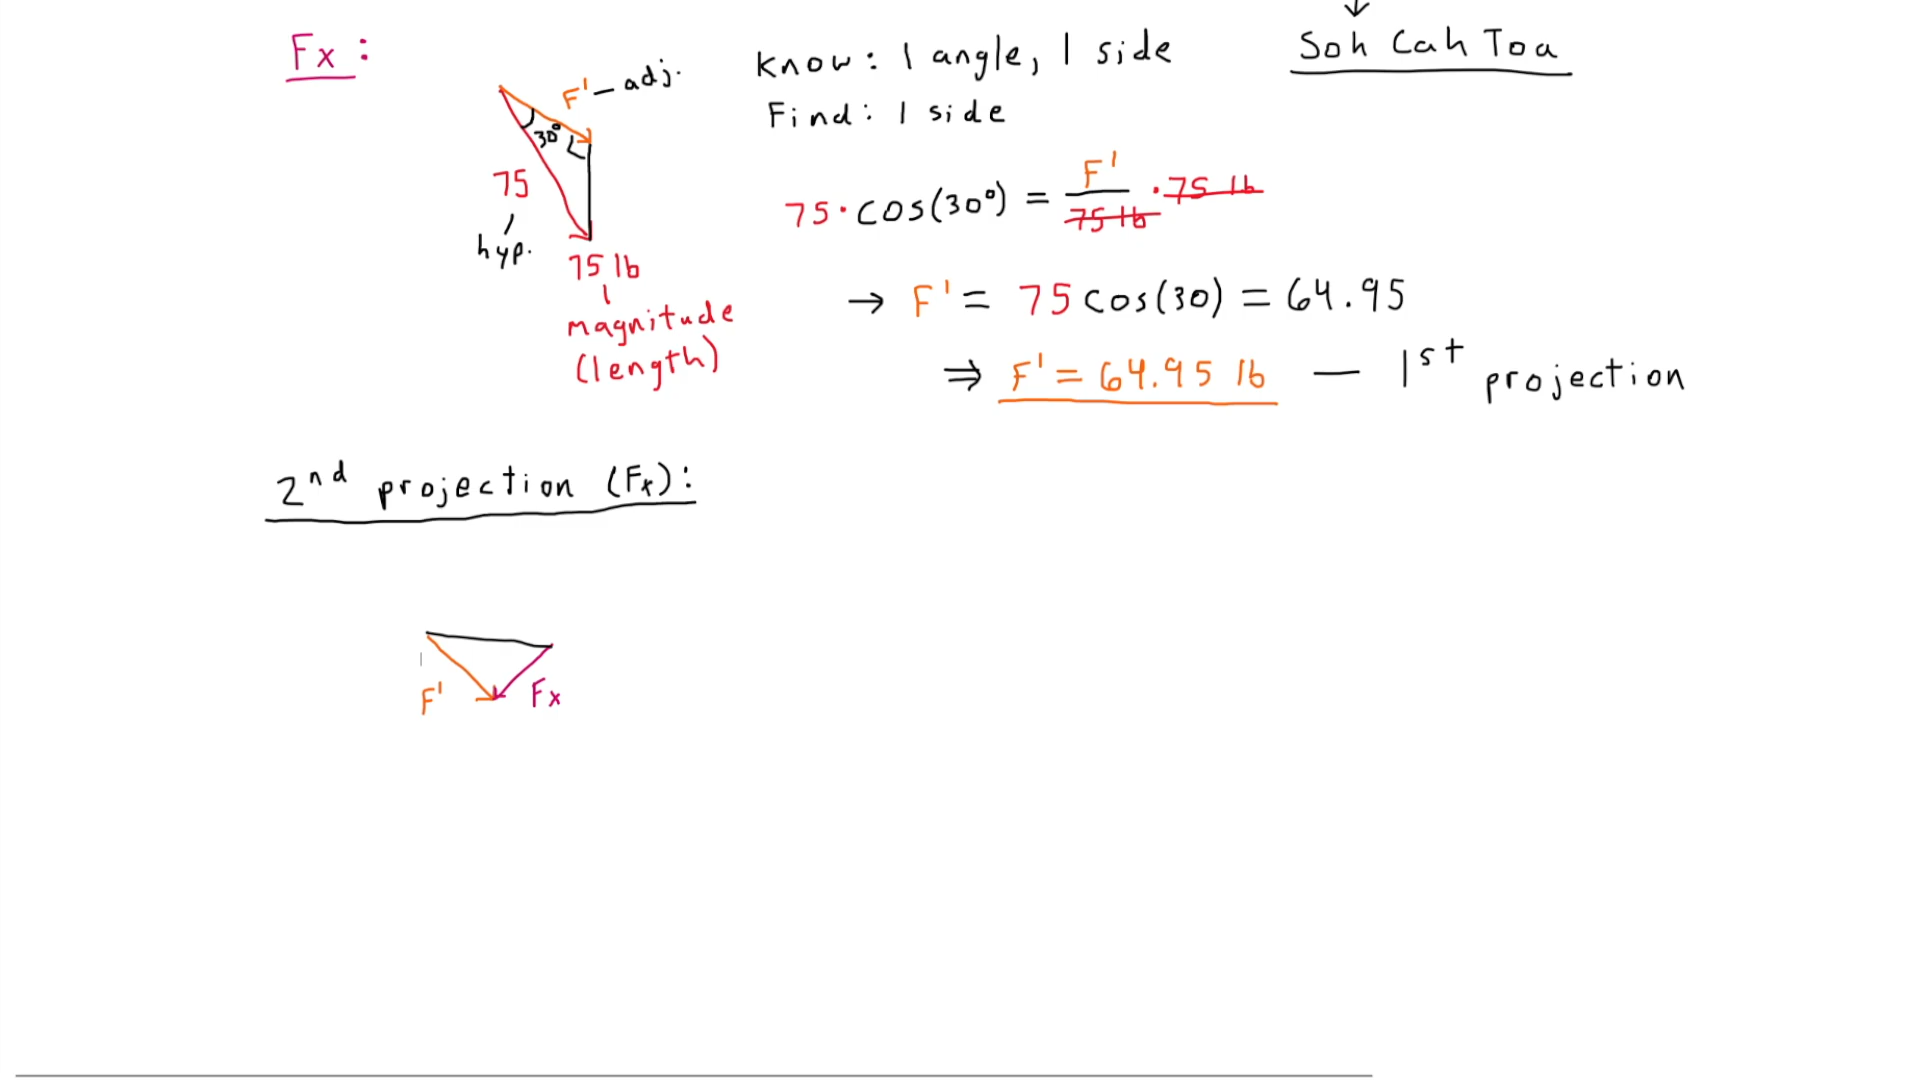 Fx:
Know: 1 angle, 1 side
Soh Cah Toa
F' — adj.
Find: 1 side
30°
75
hyp.
75 · cos(30°) = F' / 75 lb · 75 lb
75 lb
magnitude
(length)
→ F' = 75 cos(30) = 64.95
⇒ F' = 64.95 lb — 1st projection
2nd projection (Fx):
F'
Fx